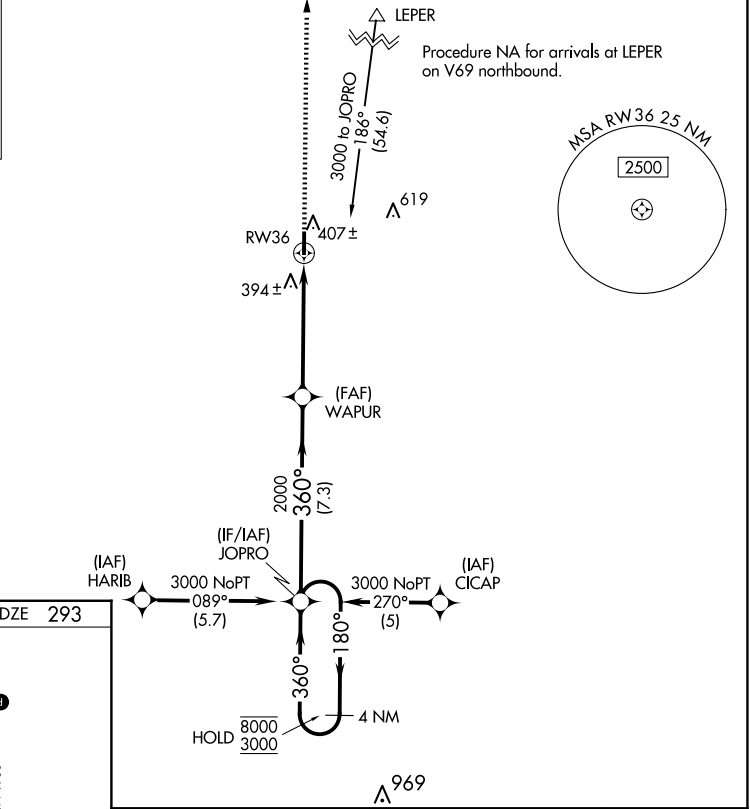 LEPER
Procedure NA for arrivals at LEPER
on V69 northbound.
3000 to JOPRO
186°
(54.6)
MSA RW36 25 NM
2500
619
RW36
407±
394±
(FAF)
WAPUR
2000
360°
(7.3)
(IF/IAF)
JOPRO
(IAF)
HARIB
3000 NoPT
089°
(5.7)
3000 NoPT
270°
(5)
(IAF)
CICAP
360°
180°
HOLD
8000
3000
4 NM
DZE 293
969